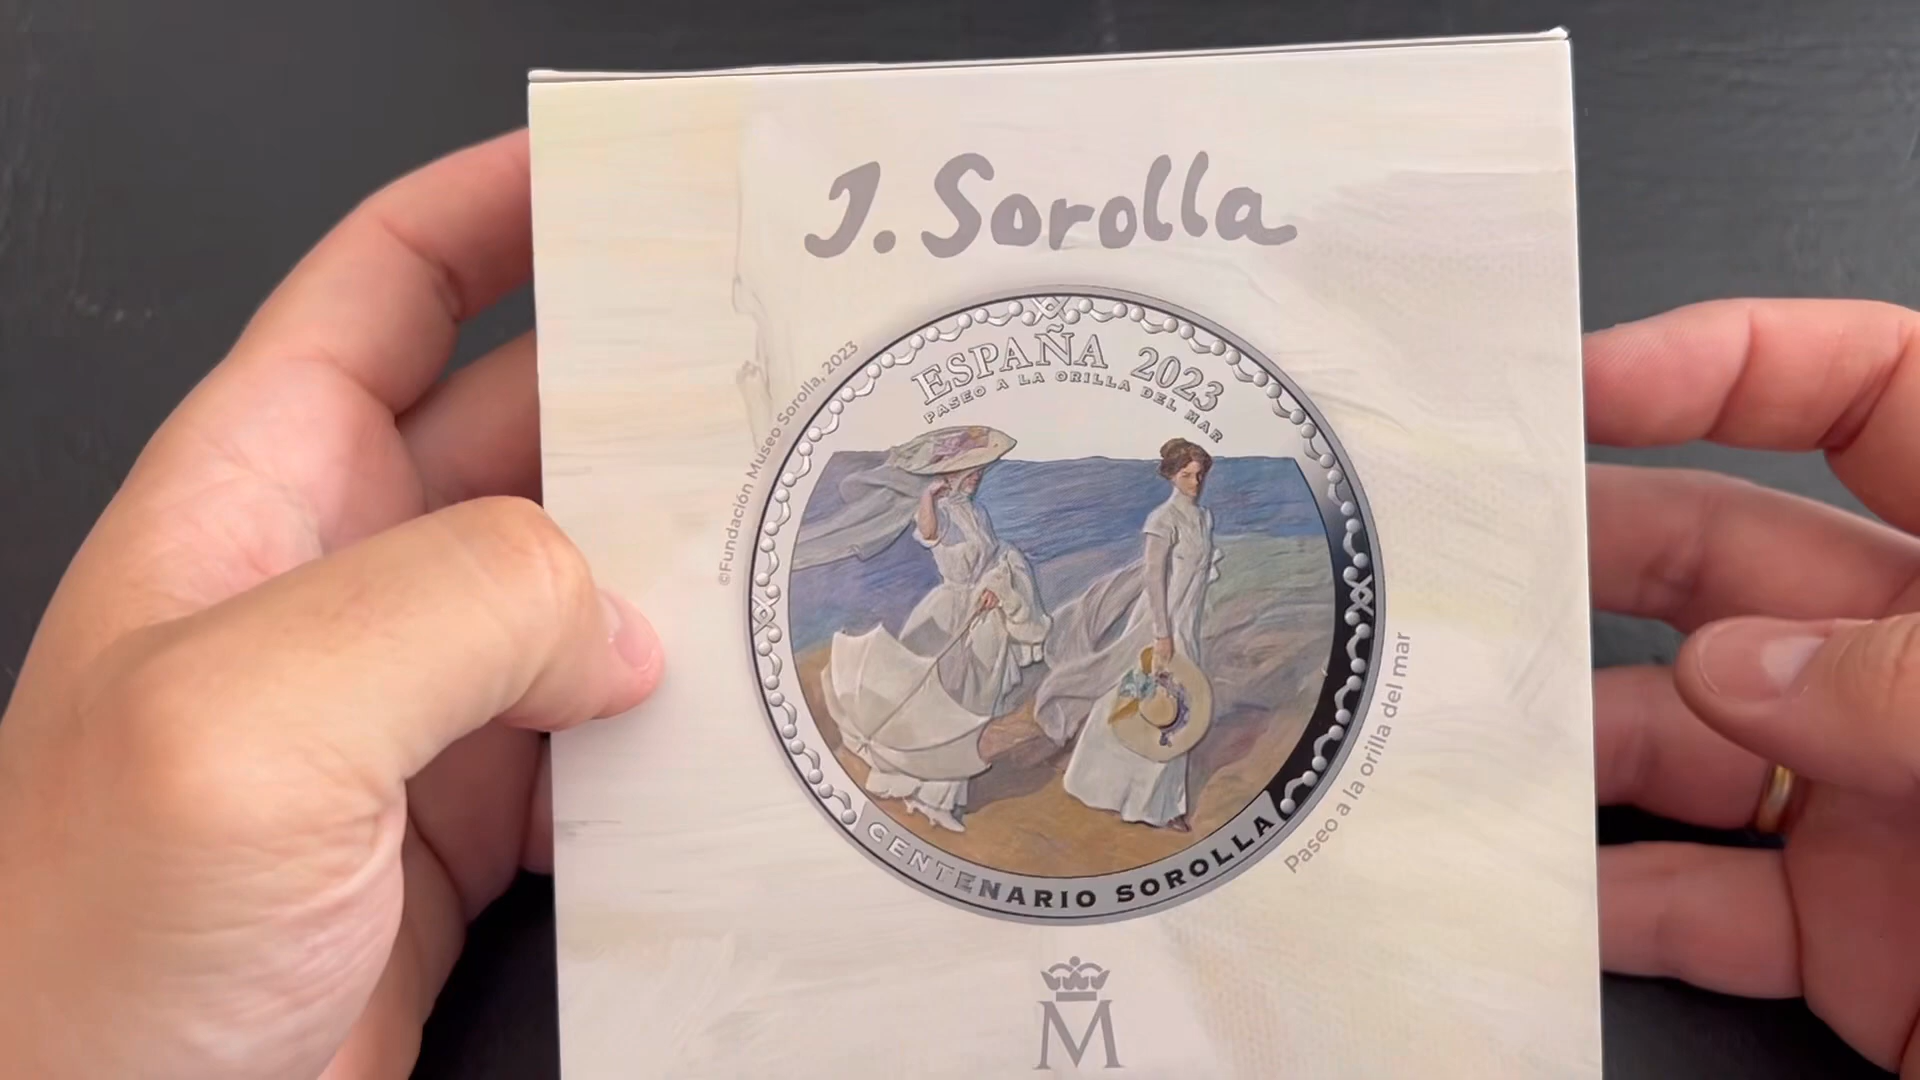 J. Sorolla
©Fundación Museo Sorolla, 2023
ESPAÑA 2023
PASEO A LA ORILLA DEL MAR
CENTENARIO SOROLLA
Paseo a la orilla del mar
M